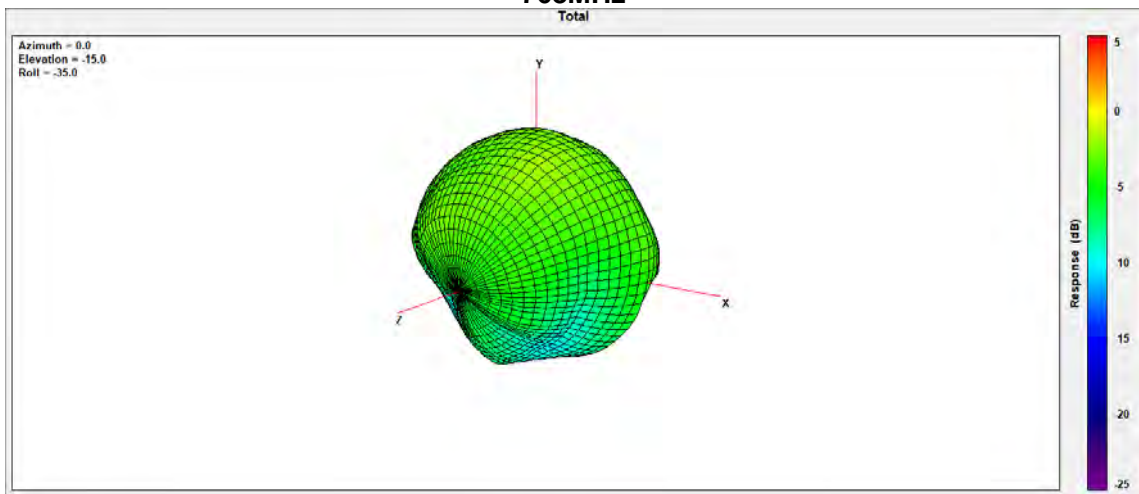 Total
Azimuth = 0.0
Elevation = -15.0
Roll = -35.0
Y
X
Z
5
0
5
10
15
-20
-25
Response (dB)